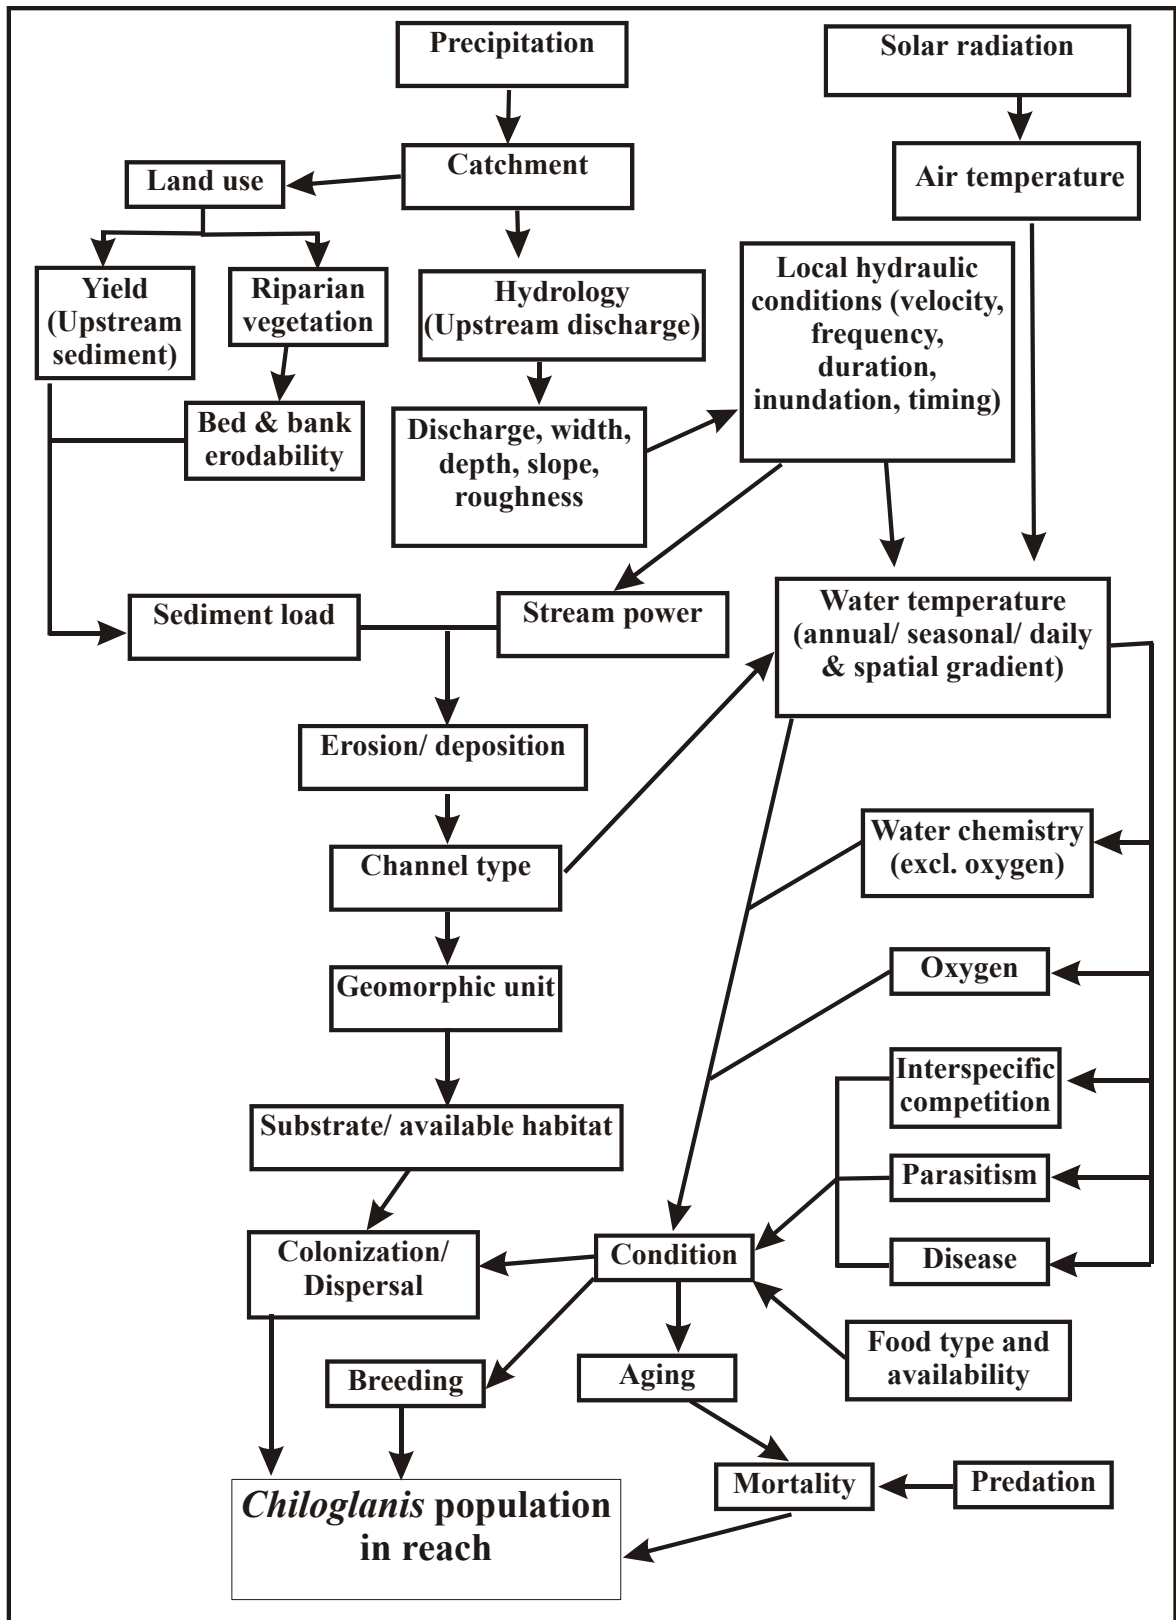 Precipitation
Solar radiation
Catchment
Air temperature
Land use
Yield
(Upstream
sediment)
Riparian
vegetation
Hydrology
(Upstream discharge)
Local hydraulic
conditions (velocity,
frequency,
duration,
inundation, timing)
Bed & bank
erodability
Discharge, width,
depth, slope,
roughness
Sediment load
Stream power
Water temperature
(annual/ seasonal/ daily
& spatial gradient)
Erosion/ deposition
Channel type
Water chemistry
(excl. oxygen)
Geomorphic unit
Oxygen
Interspecific
competition
Substrate/ available habitat
Parasitism
Colonization/
Dispersal
Condition
Disease
Food type and
availability
Breeding
Aging
Mortality
Predation
Chiloglanis population
in reach